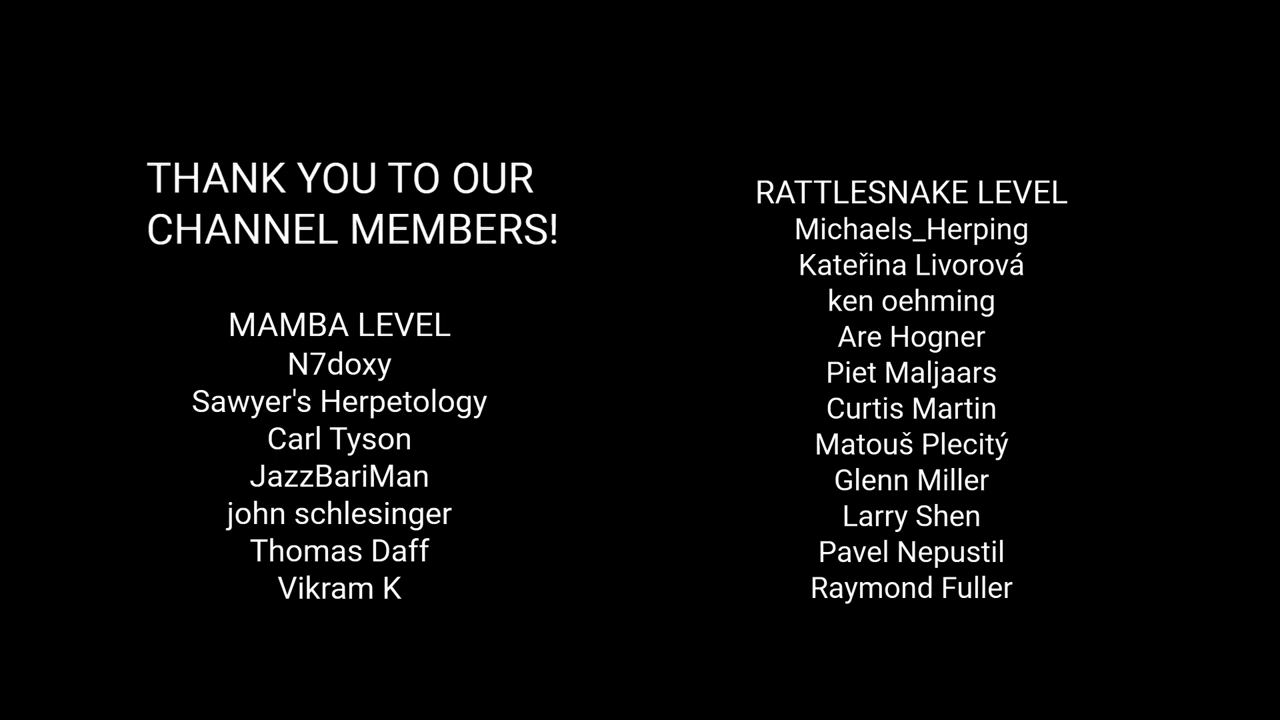 THANK YOU TO OUR
CHANNEL MEMBERS!
MAMBA LEVEL
N7doxy
Sawyer's Herpetology
Carl Tyson
JazzBariMan
john schlesinger
Thomas Daff
Vikram K
RATTLESNAKE LEVEL
Michaels_Herping
Kateřina Livorová
ken oehming
Are Hogner
Piet Maljaars
Curtis Martin
Matouš Plecitý
Glenn Miller
Larry Shen
Pavel Nepustil
Raymond Fuller